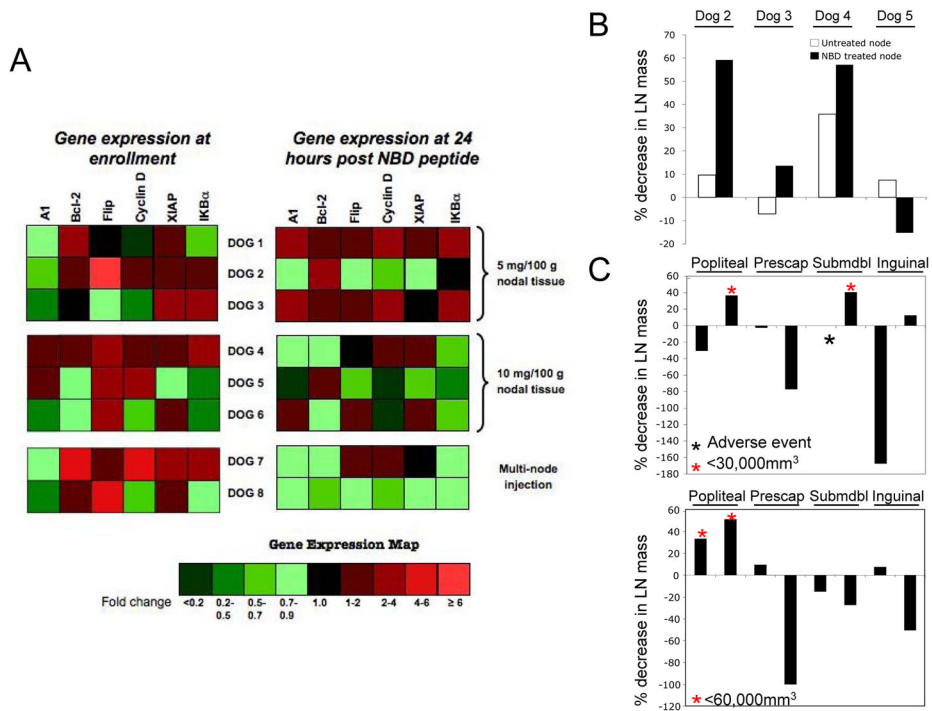 A
Gene expression at
enrollment
A1
Bcl-2
Flip
Cyclin D
XIAP
IKBα
Gene expression at 24
hours post NBD peptide
A1
Bcl-2
Flip
Cyclin D
XIAP
IKBα
DOG 1
DOG 2
DOG 3
5 mg/100 g
nodal tissue
DOG 4
DOG 5
DOG 6
10 mg/100 g
nodal tissue
DOG 7
DOG 8
Multi-node
injection
Gene Expression Map
Fold change
<0.2
0.2-
0.5
0.5-
0.7
0.7-
0.9
1.0
1-2
2-4
4-6
≥ 6
B
Dog 2 Dog 3 Dog 4 Dog 5
% decrease in LN mass
70
60
50
40
30
20
10
0
-10
-20
Untreated node
NBD treated node
C
Popliteal Prescap Submdbl Inguinal
% decrease in LN mass
60
40
20
0
-20
-40
-60
-80
-100
-120
-140
-160
-180
* *
*
* Adverse event
* <30,000mm³
Popliteal Prescap Submdbl Inguinal
% decrease in LN mass
60
40
20
0
-20
-40
-60
-80
-100
-120
* *
* <60,000mm³